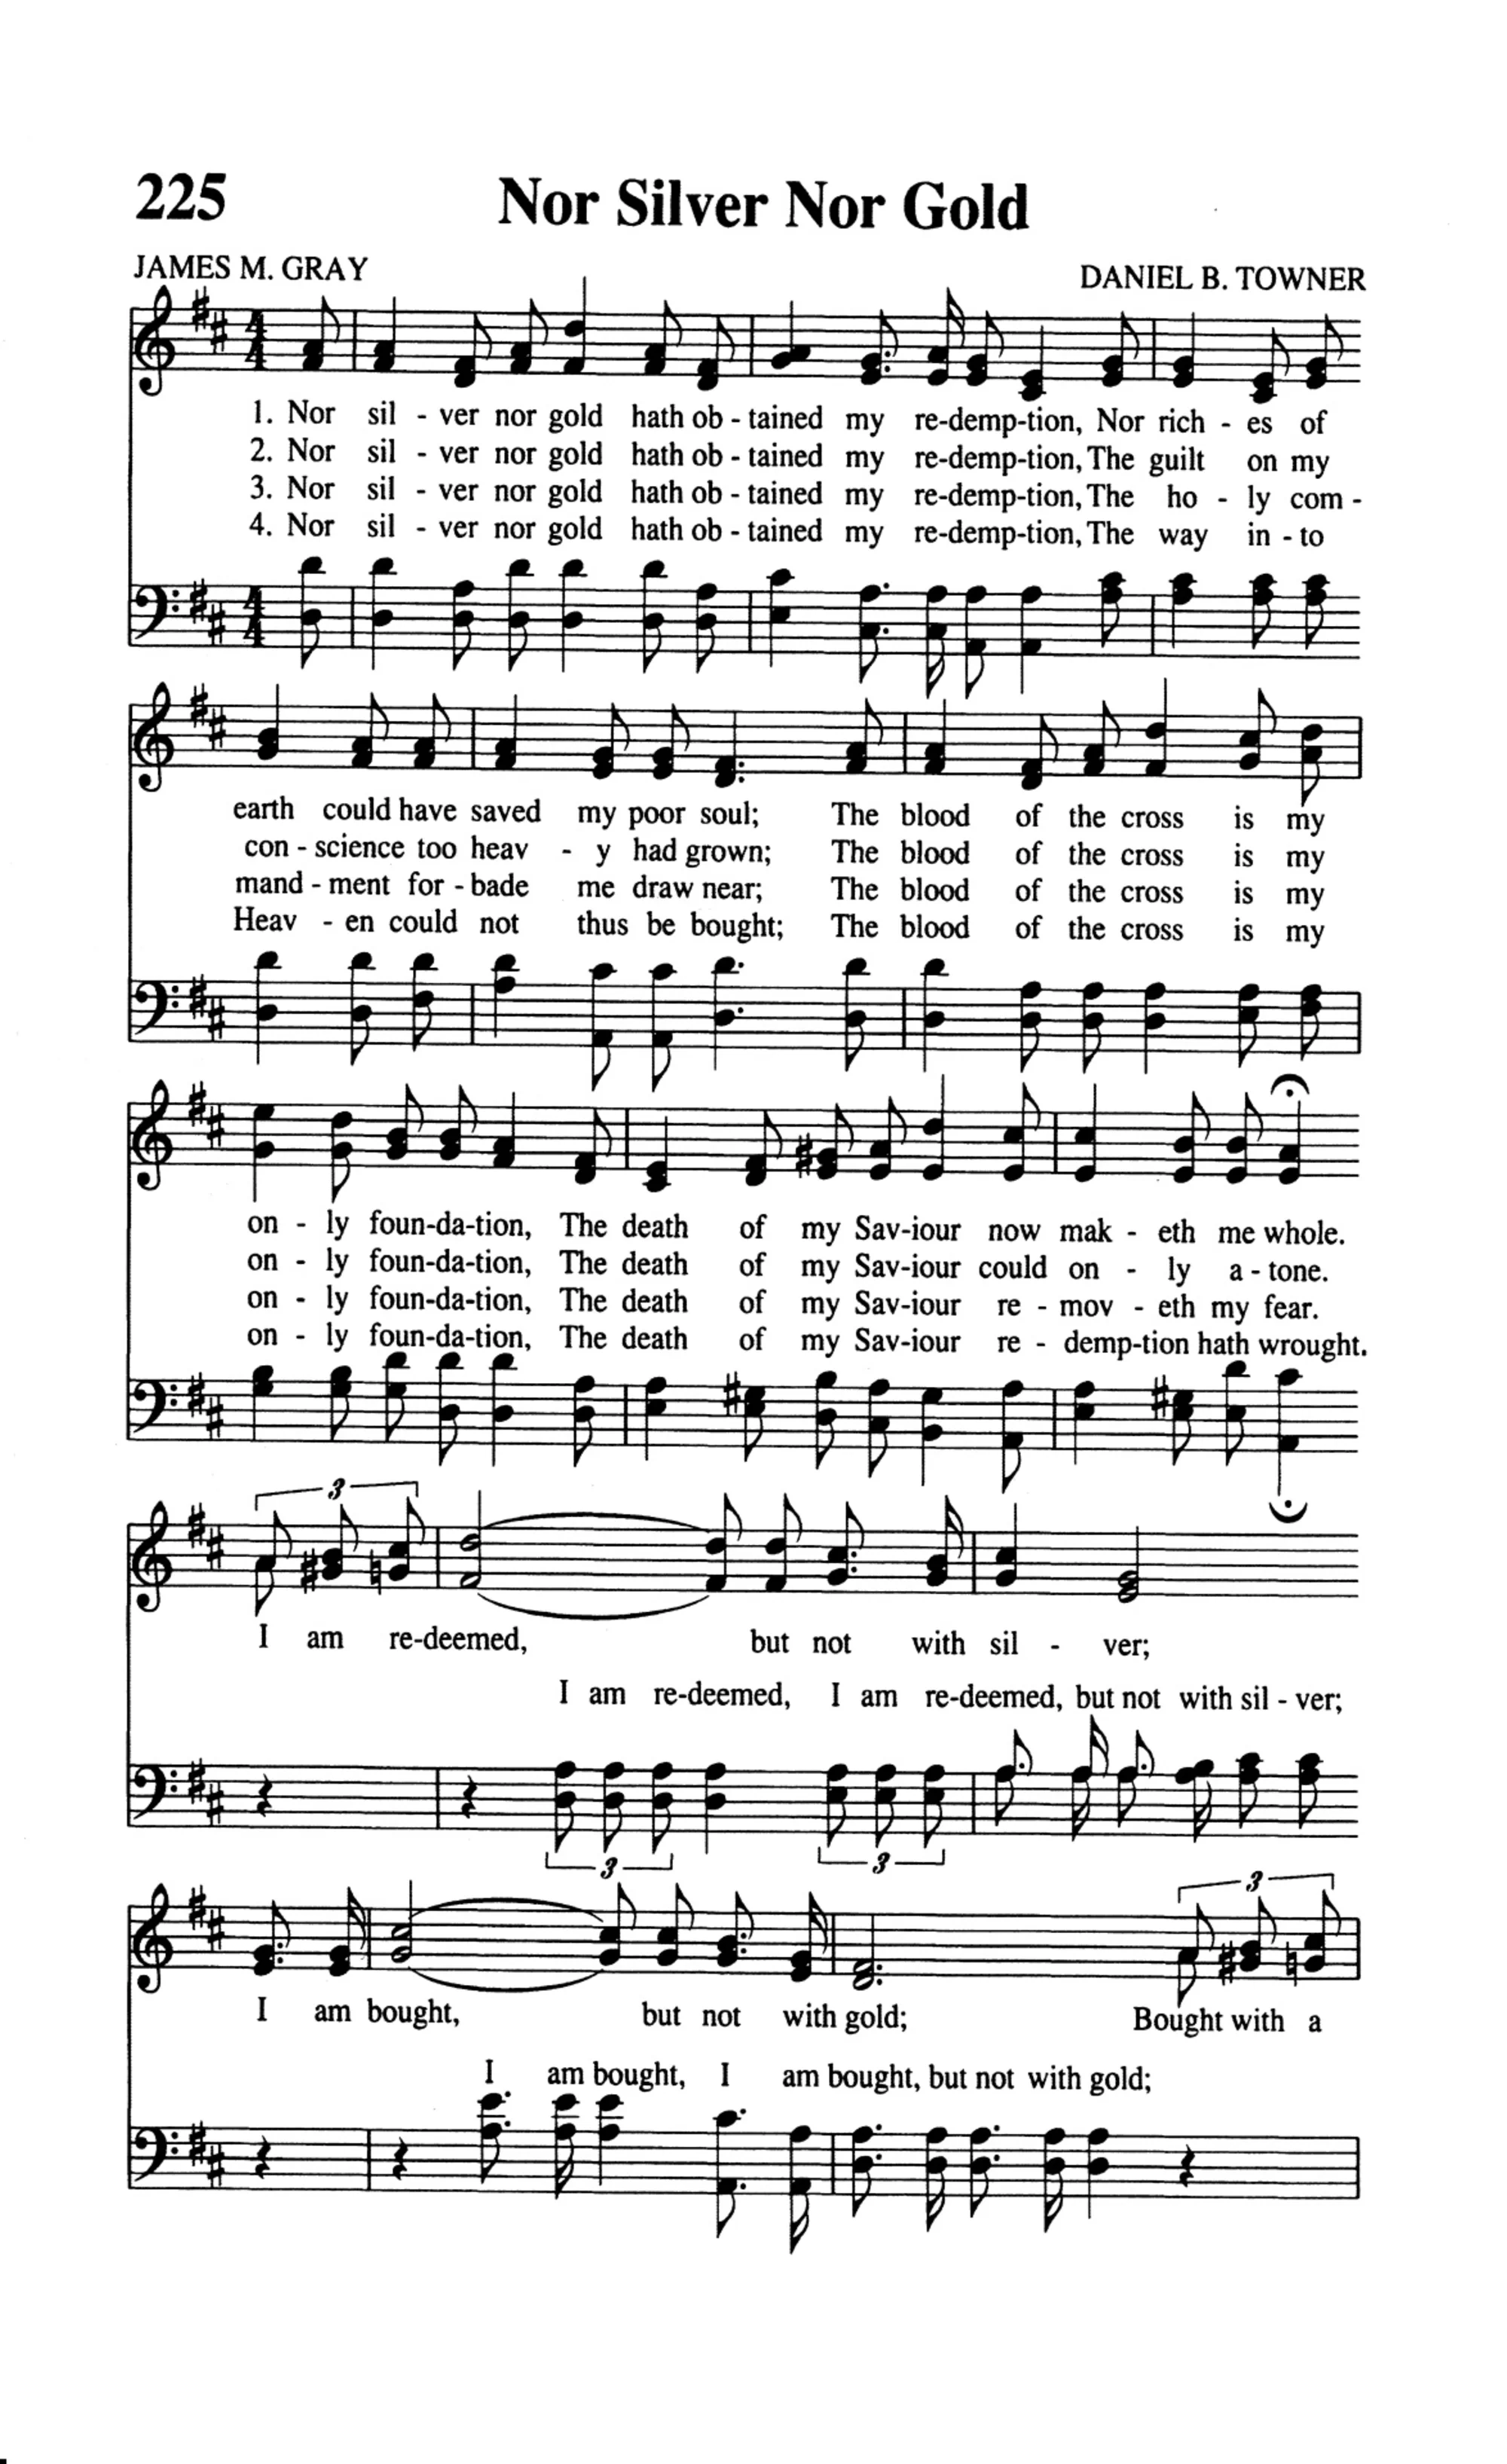 225 Nor Silver Nor Gold
JAMES M. GRAY DANIEL B. TOWNER
1. Nor sil - ver nor gold hath ob - tained my re-demp-tion, Nor rich - es of
2. Nor sil - ver nor gold hath ob - tained my re-demp-tion, The guilt on my
3. Nor sil - ver nor gold hath ob - tained my re-demp-tion, The ho - ly com -
4. Nor sil - ver nor gold hath ob - tained my re-demp-tion, The way in - to
earth could have saved my poor soul; The blood of the cross is my
con - science too heav - y had grown; The blood of the cross is my
mand - ment for - bade me draw near; The blood of the cross is my
Heav - en could not thus be bought; The blood of the cross is my
on - ly foun-da-tion, The death of my Sav-iour now mak - eth me whole.
on - ly foun-da-tion, The death of my Sav-iour could on - ly a - tone.
on - ly foun-da-tion, The death of my Sav-iour re - mov - eth my fear.
on - ly foun-da-tion, The death of my Sav-iour re - demp-tion hath wrought.
3
I am re-deemed, but not with sil - ver;
I am re-deemed, I am re-deemed, but not with sil - ver;
3 3
3
I am bought, but not with gold; Bought with a
I am bought, I am bought, but not with gold;